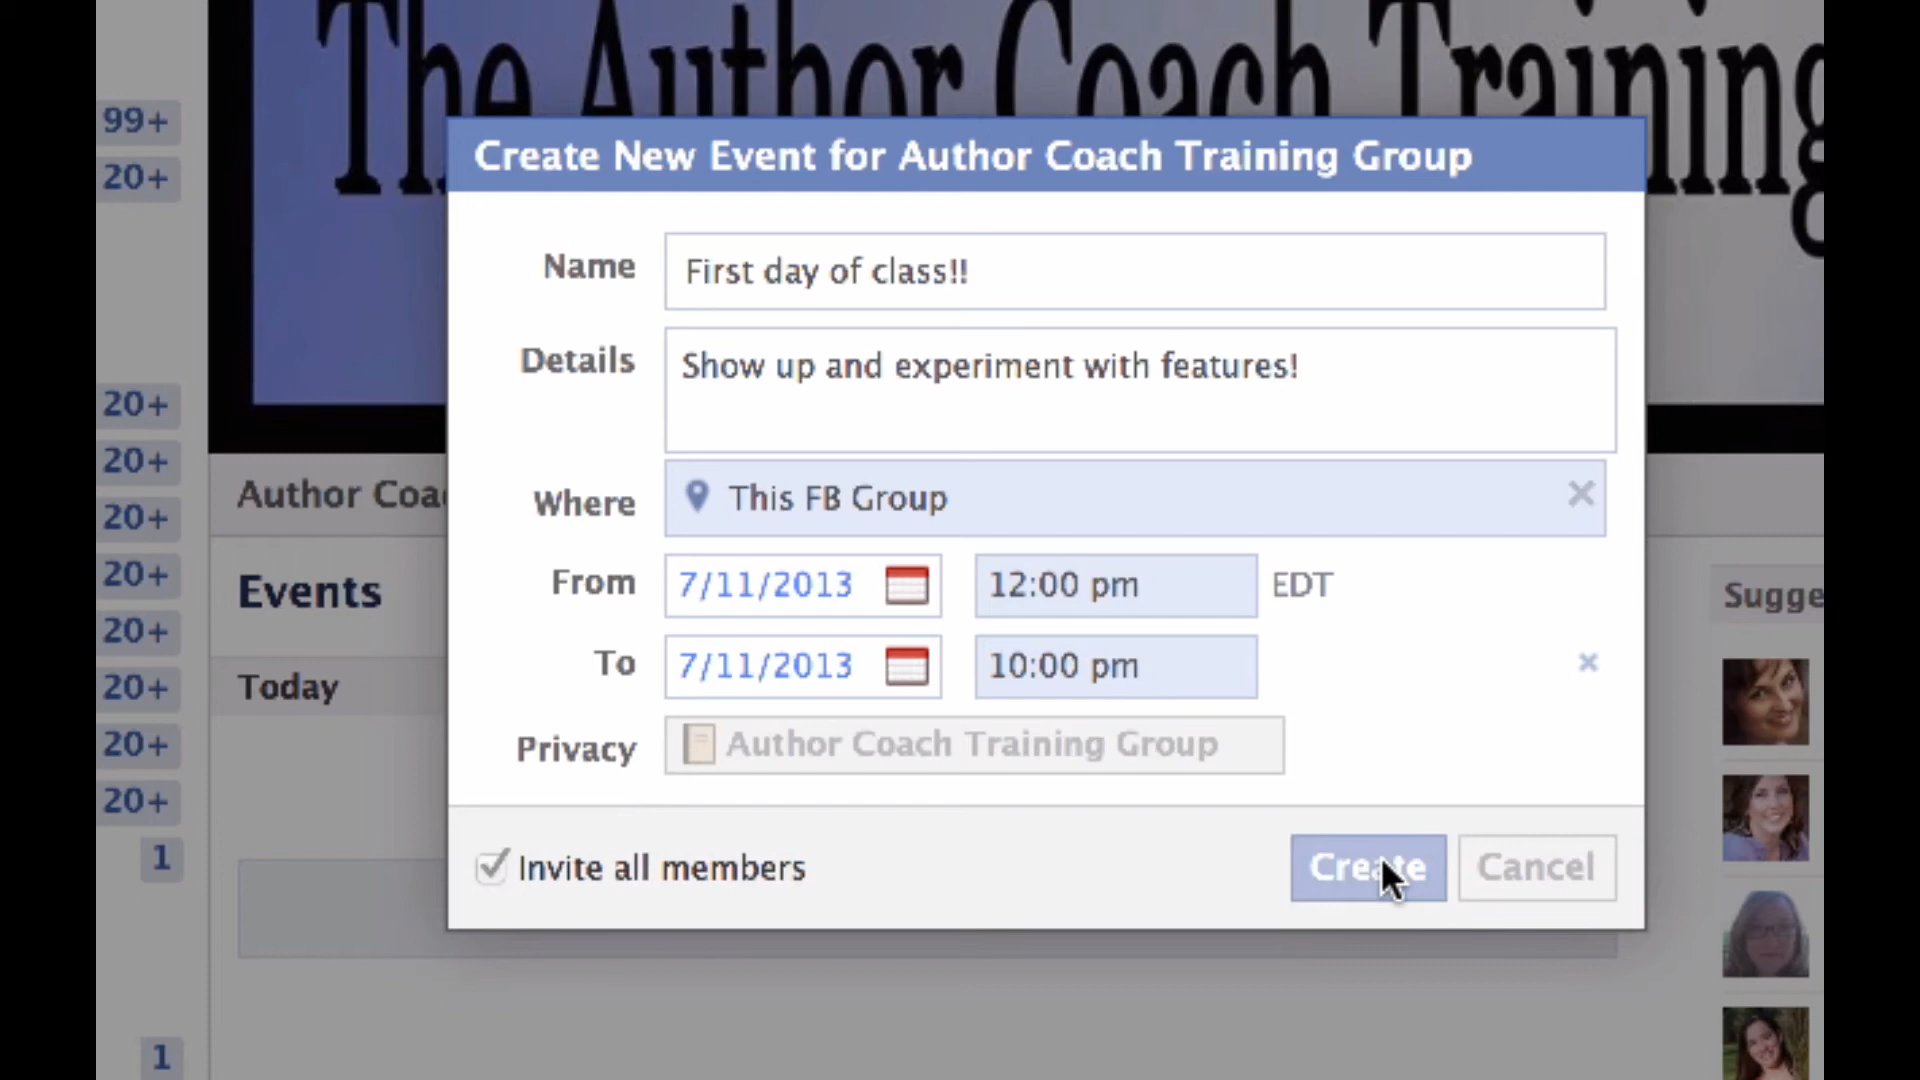 The Author Coach Training
99+
20+
Create New Event for Author Coach Training Group
Name
First day of class!!
Details
Show up and experiment with features!
Where
This FB Group
From
7/11/2013
12:00 pm
EDT
To
7/11/2013
10:00 pm
Privacy
Author Coach Training Group
Invite all members
Create
Cancel
20+
20+
20+
20+
20+
20+
20+
20+
1
1
Author Coa
Events
Today
Sugge